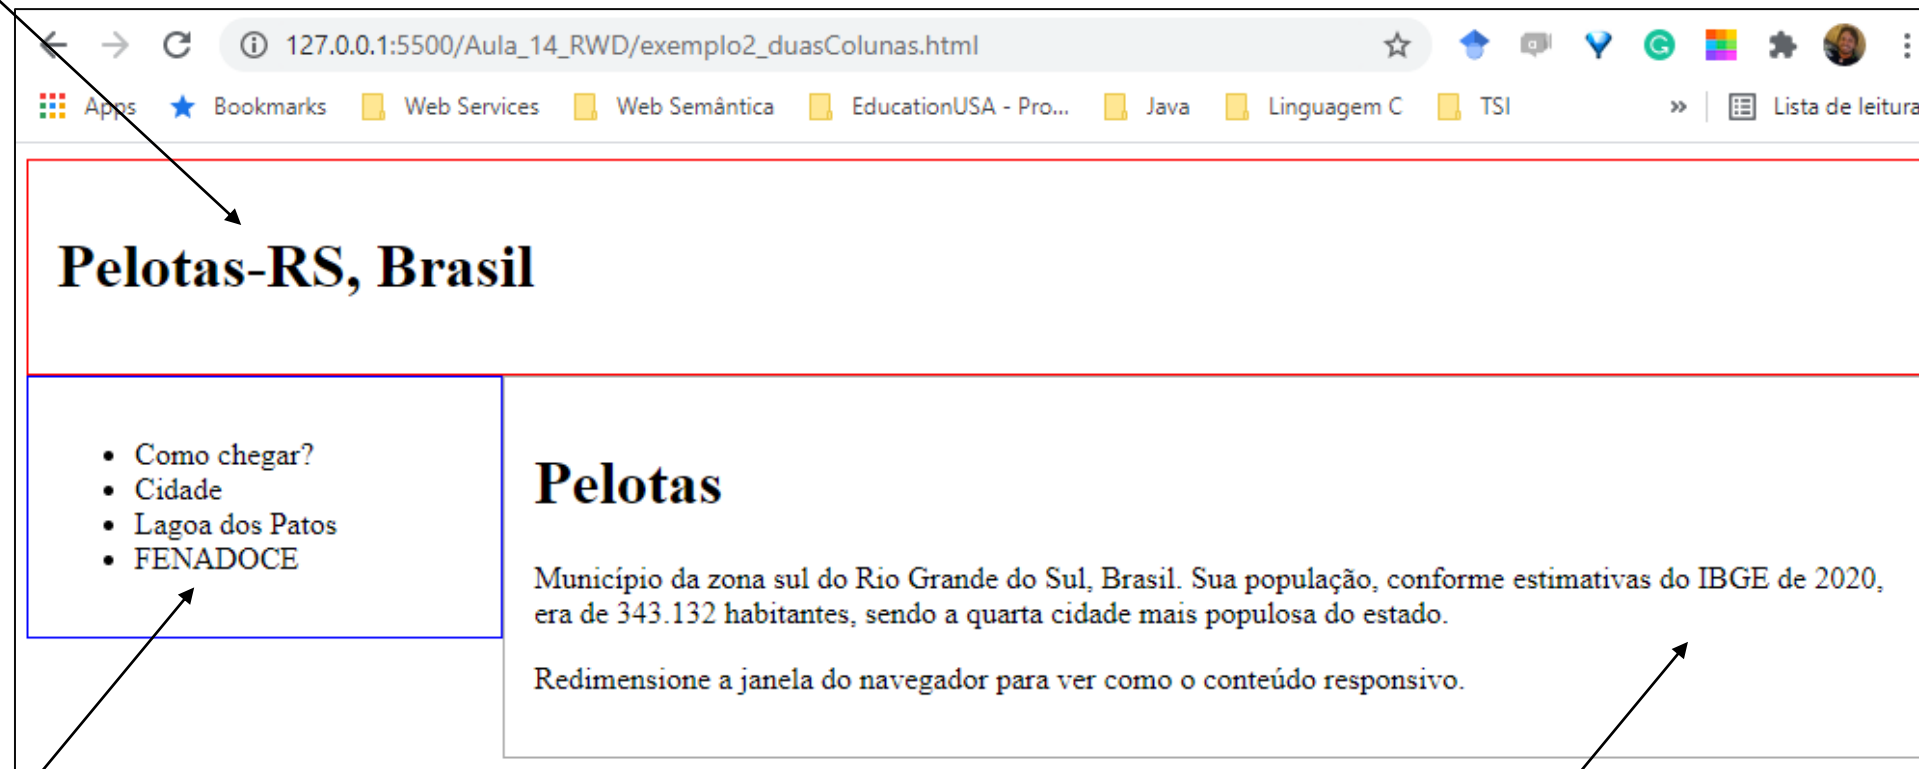 127.0.0.1:5500/Aula_14_RWD/exemplo2_duasColunas.html
Apps Bookmarks Web Services Web Semântica EducationUSA - Pro... Java Linguagem C TSI » Lista de leitura
Pelotas-RS, Brasil
• Como chegar?
• Cidade
• Lagoa dos Patos
• FENADOCE
Pelotas
Município da zona sul do Rio Grande do Sul, Brasil. Sua população, conforme estimativas do IBGE de 2020,
era de 343.132 habitantes, sendo a quarta cidade mais populosa do estado.
Redimensione a janela do navegador para ver como o conteúdo responsivo.